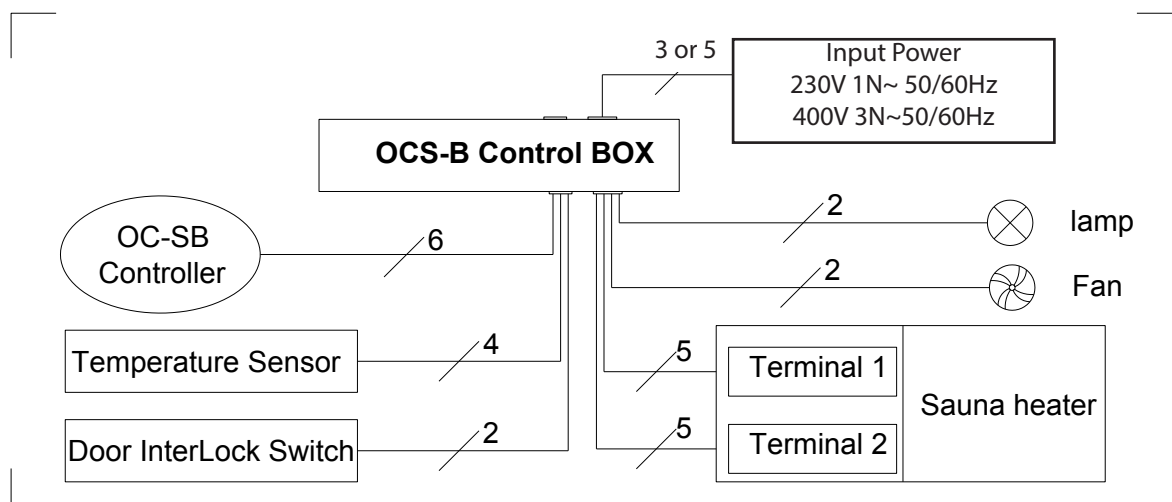 3 or 5
Input Power
230V 1N~ 50/60Hz
400V 3N~50/60Hz
OCS-B Control BOX
OC-SB
Controller
6
2
lamp
2
Fan
Temperature Sensor
4
5
Terminal 1
Sauna heater
Door InterLock Switch
2
5
Terminal 2